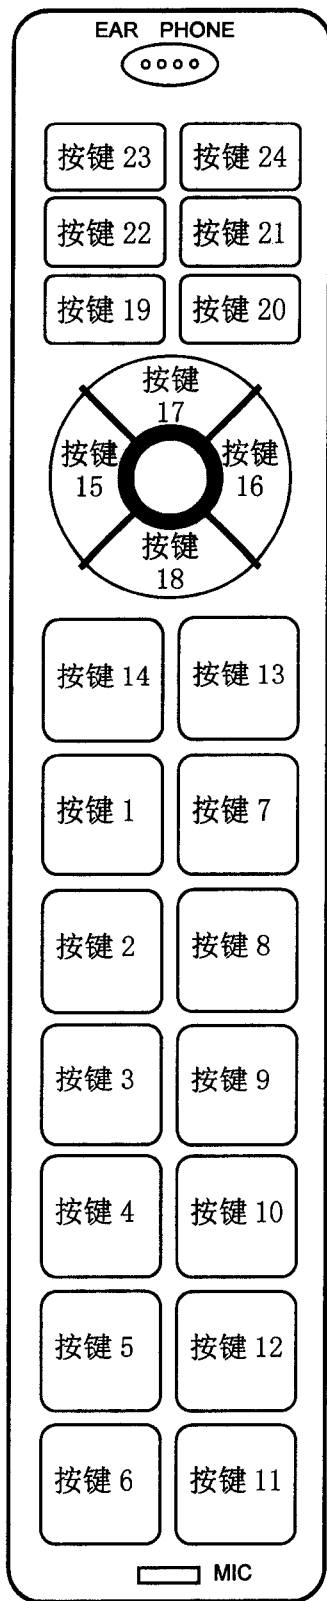 EAR PHONE
按键 23
按键 24
按键 22
按键 21
按键 19
按键 20
按键
17
按键
15
按键
16
按键
18
按键 14
按键 13
按键 1
按键 7
按键 2
按键 8
按键 3
按键 9
按键 4
按键 10
按键 5
按键 12
按键 6
按键 11
MIC